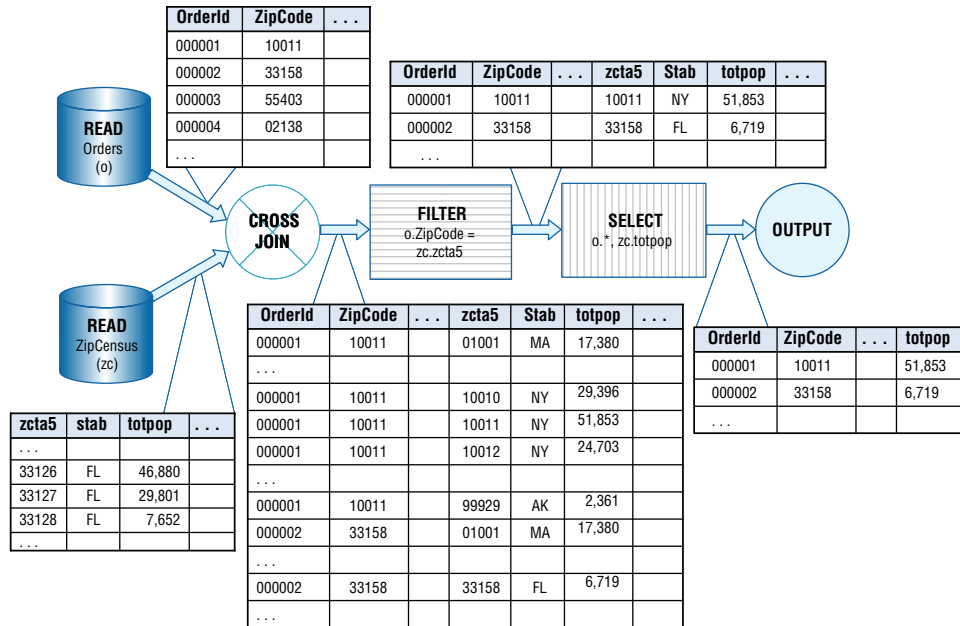 OrderId ZipCode . . .
000001 10011
000002 33158
000003 55403
000004 02138
. . .
OrderId ZipCode . . . zcta5 Stab totpop . . .
000001 10011 10011 NY 51,853
000002 33158 33158 FL 6,719
...
READ
Orders
(o)
CROSS
JOIN
FILTER
o.ZipCode =
zc.zcta5
SELECT
o.*, zc.totpop
OUTPUT
READ
ZipCensus
(zc)
zcta5 stab totpop . . .
. . .
33126 FL 46,880
33127 FL 29,801
33128 FL 7,652
. . .
OrderId ZipCode . . . zcta5 Stab totpop . . .
000001 10011 01001 MA 17,380
. . .
000001 10011 10010 NY 29,396
000001 10011 10011 NY 51,853
000001 10011 10012 NY 24,703
. . .
000001 10011 99929 AK 2,361
000002 33158 01001 MA 17,380
. . .
000002 33158 33158 FL 6,719
. . .
OrderId ZipCode . . . totpop
000001 10011 51,853
000002 33158 6,719
. . .